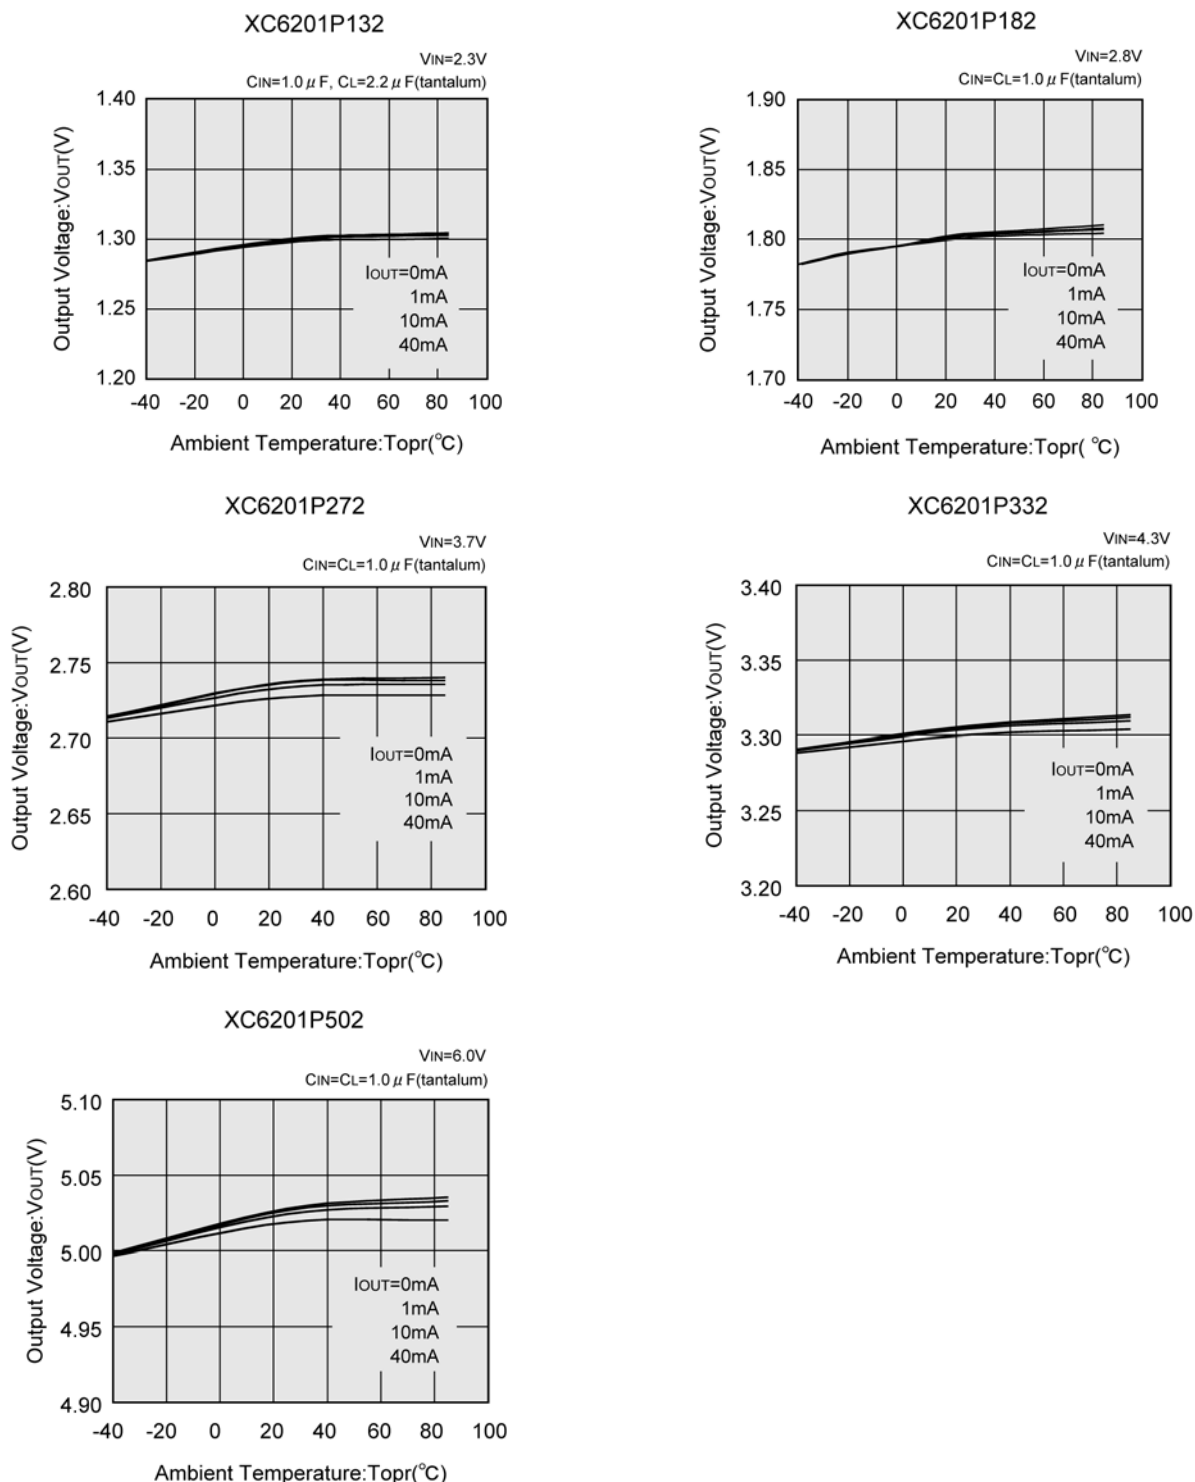 XC6201P132
VIN=2.3V
CIN=1.0 μ F, CL=2.2 μ F(tantalum)
1.40
1.35
1.30
1.25
1.20
Output Voltage:VOUT(V)
IOUT=0mA
1mA
10mA
40mA
-40 -20 0 20 40 60 80 100
Ambient Temperature:Topr(℃)
XC6201P182
VIN=2.8V
CIN=CL=1.0 μ F(tantalum)
1.90
1.85
1.80
1.75
1.70
Output Voltage:VOUT(V)
IOUT=0mA
1mA
10mA
40mA
-40 -20 0 20 40 60 80 100
Ambient Temperature:Topr( ℃)
XC6201P272
VIN=3.7V
CIN=CL=1.0 μ F(tantalum)
2.80
2.75
2.70
2.65
2.60
Output Voltage:VOUT(V)
IOUT=0mA
1mA
10mA
40mA
-40 -20 0 20 40 60 80 100
Ambient Temperature:Topr(℃)
XC6201P332
VIN=4.3V
CIN=CL=1.0 μ F(tantalum)
3.40
3.35
3.30
3.25
3.20
Output Voltage:VOUT(V)
IOUT=0mA
1mA
10mA
40mA
-40 -20 0 20 40 60 80 100
Ambient Temperature:Topr(℃)
XC6201P502
VIN=6.0V
CIN=CL=1.0 μ F(tantalum)
5.10
5.05
5.00
4.95
4.90
Output Voltage:VOUT(V)
IOUT=0mA
1mA
10mA
40mA
-40 -20 0 20 40 60 80 100
Ambient Temperature:Topr(℃)